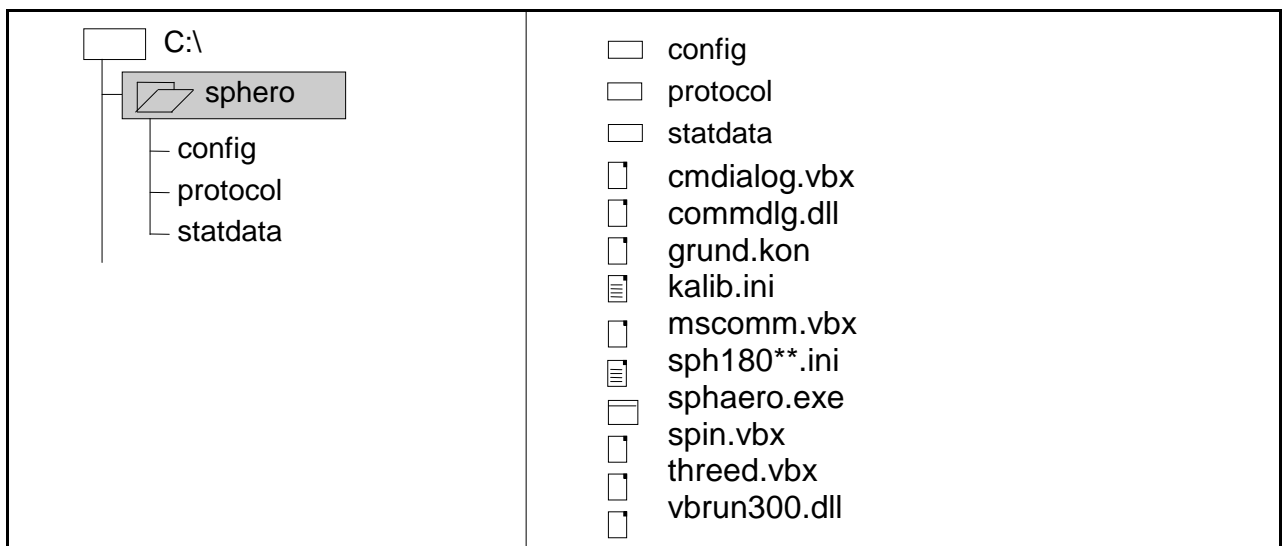 C:\
sphero
config
protocol
statdata
config
protocol
statdata
cmdialog.vbx
commdlg.dll
grund.kon
kalib.ini
mscomm.vbx
sph180**.ini
sphaero.exe
spin.vbx
threed.vbx
vbrun300.dll